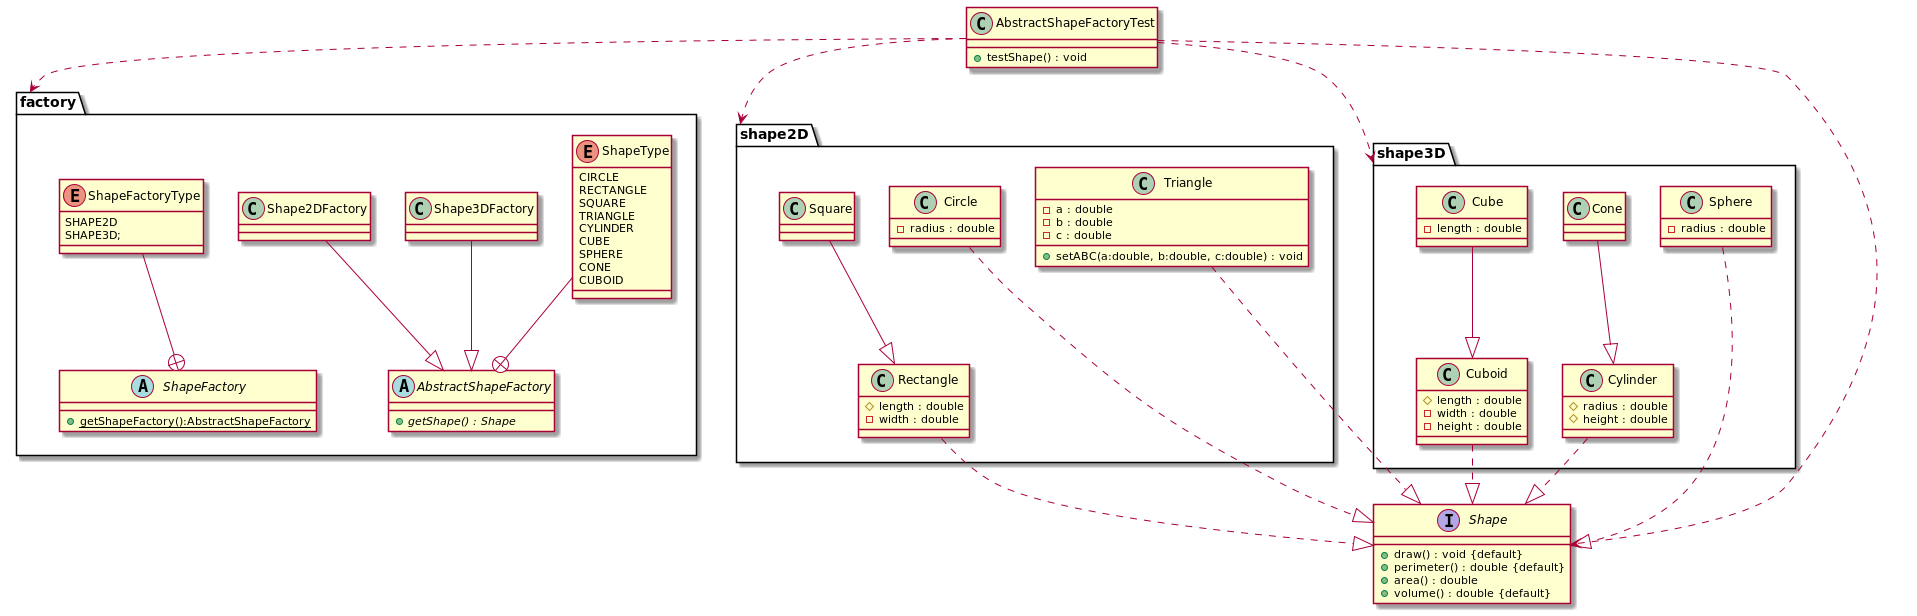 C AbstractShapeFactoryTest
testShape() : void
factory
E ShapeFactoryType
SHAPE2D
SHAPE3D;
C Shape2DFactory
C Shape3DFactory
E ShapeType
CIRCLE
RECTANGLE
SQUARE
TRIANGLE
CYLINDER
CUBE
SPHERE
CONE
CUBOID
A ShapeFactory
getShapeFactory():AbstractShapeFactory
A AbstractShapeFactory
getShape() : Shape
shape2D
C Square
C Circle
radius : double
C Triangle
a : double
b : double
c : double
setABC(a:double, b:double, c:double) : void
C Rectangle
length : double
width : double
shape3D
C Cube
length : double
C Cone
C Sphere
radius : double
C Cuboid
length : double
width : double
height : double
C Cylinder
radius : double
height : double
I Shape
draw() : void {default}
perimeter() : double {default}
area() : double
volume() : double {default}